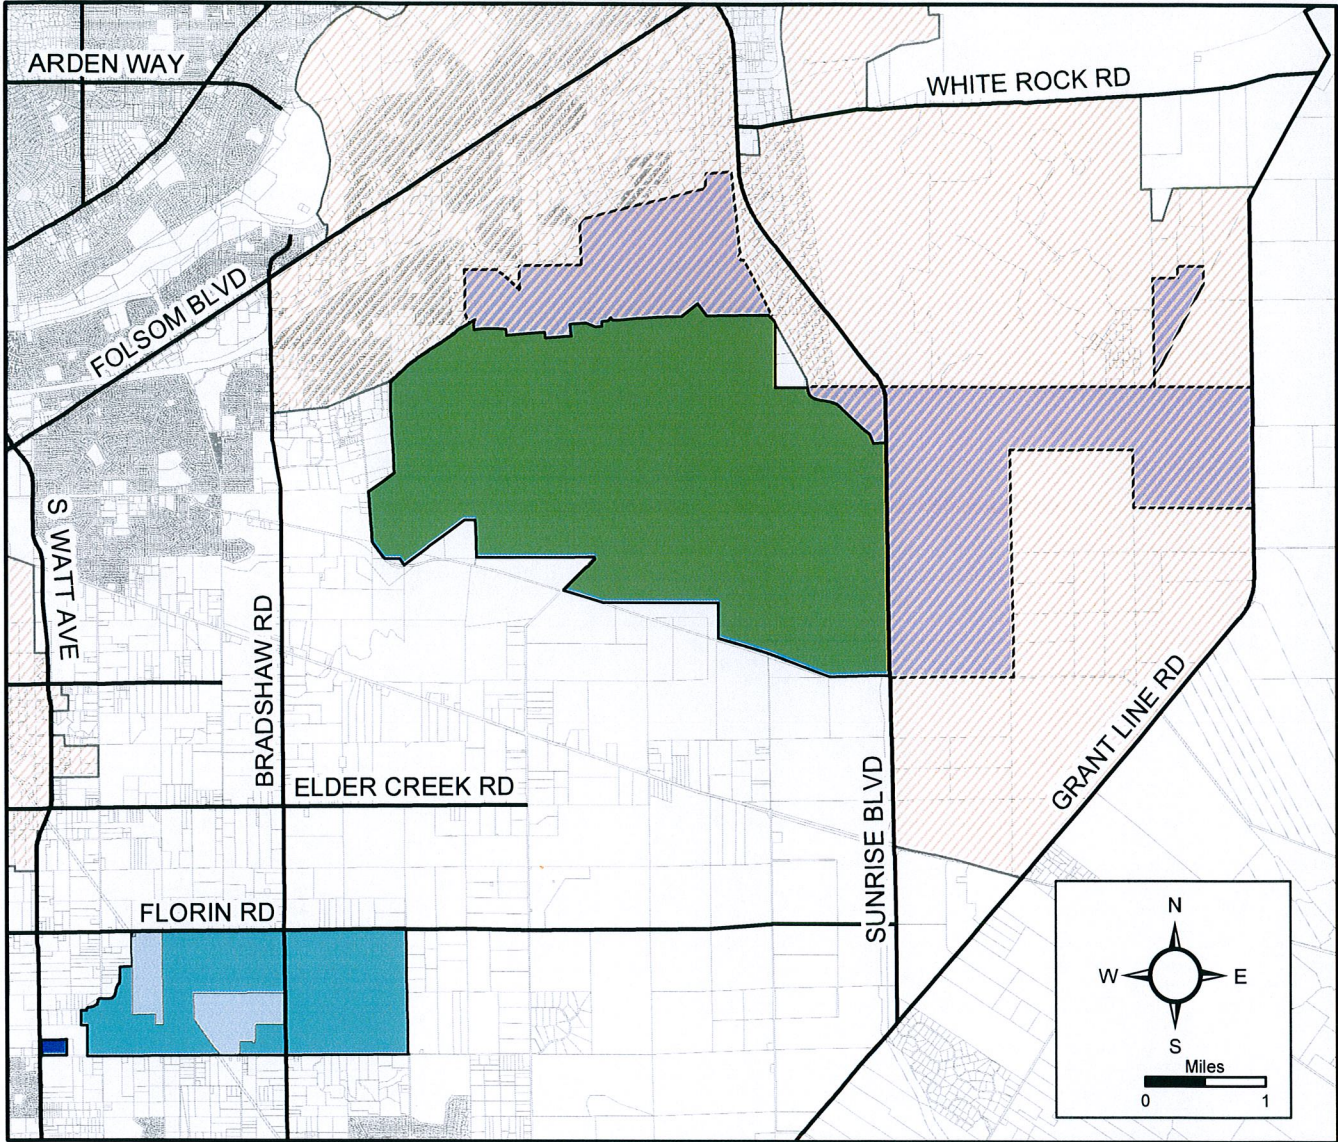 ARDEN WAY
WHITE ROCK RD
FOLSOM BLVD
S WATT AVE
BRADSHAW RD
GRANT LINE RD
ELDER CREEK RD
SUNRISE BLVD
FLORIN RD
N
W E
S
Miles
0 1